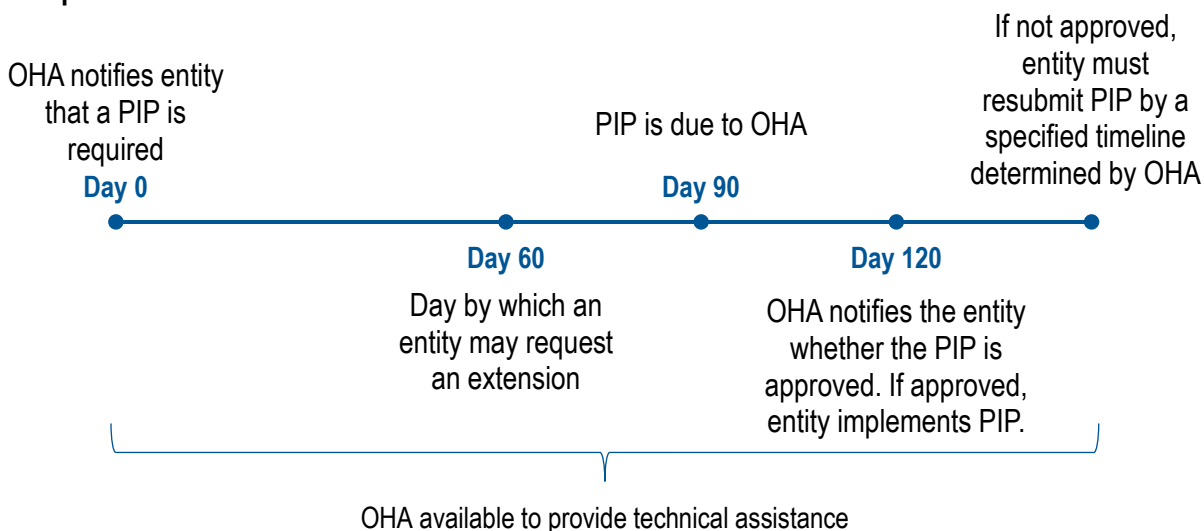 OHA notifies entity
that a PIP is
required
Day 0
Day 60
Day by which an
entity may request
an extension
PIP is due to OHA
Day 90
Day 120
OHA notifies the entity
whether the PIP is
approved. If approved,
entity implements PIP.
If not approved,
entity must
resubmit PIP by a
specified timeline
determined by OHA
OHA available to provide technical assistance